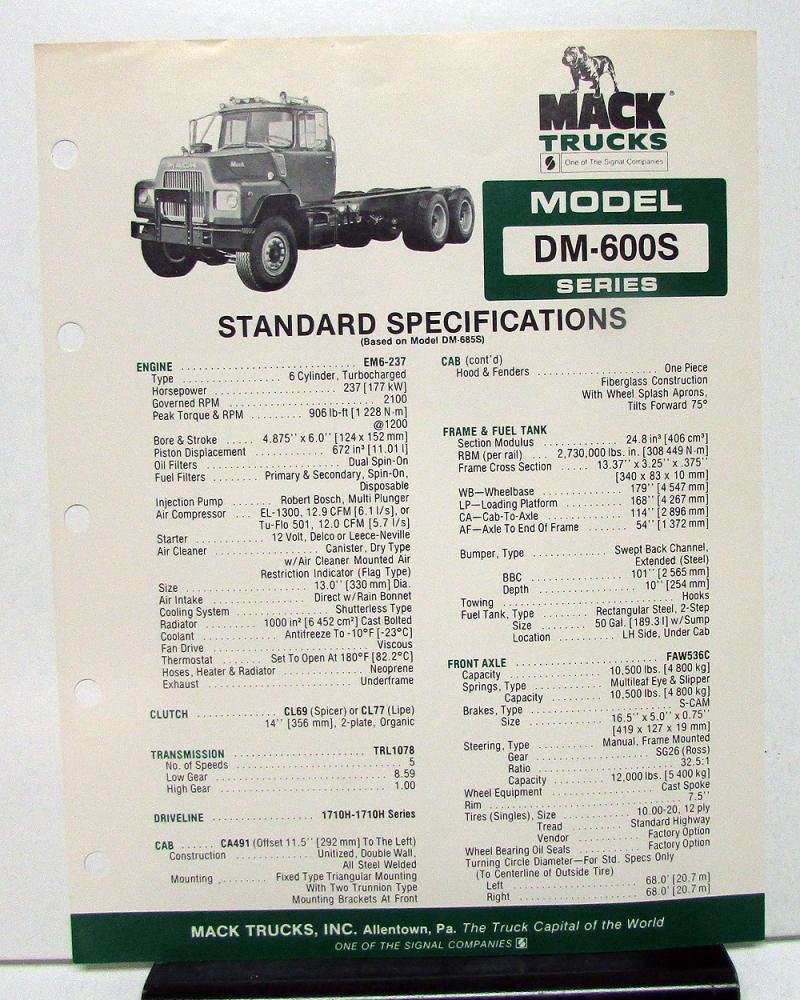 MACK®
TRUCKS
One of The Signal Companies
MACK
Mack
MODEL
DM-600S
SERIES
STANDARD SPECIFICATIONS
(Based on Model DM-685S)
ENGINE . . . . . EM6-237
Type . . . . . 6 Cylinder, Turbocharged
Horsepower . . . . . 237 [177 kW]
Governed RPM . . . . . 2100
Peak Torque & RPM . . . . . 906 lb-ft [1 228 N·m]
@1200
Bore & Stroke . . . . . 4.875'' x 6.0'' [124 x 152 mm]
Piston Displacement . . . . . 672 in³ [11.01 l]
Oil Filters . . . . . Dual Spin-On
Fuel Filters . . . . . Primary & Secondary, Spin-On,
Disposable
Injection Pump . . . . . Robert Bosch, Multi Plunger
Air Compressor . . . . . EL-1300, 12.9 CFM [6.1 l/s], or
Tu-Flo 501, 12.0 CFM [5.7 l/s]
Starter . . . . . 12 Volt, Delco or Leece-Neville
Air Cleaner . . . . . Canister, Dry Type
w/Air Cleaner Mounted Air
Restriction Indicator (Flag Type)
Size . . . . . 13.0'' [330 mm] Dia.
Air Intake . . . . . Direct w/Rain Bonnet
Cooling System . . . . . Shutterless Type
Radiator . . . . . 1000 in² [6 452 cm²] Cast Bolted
Coolant . . . . . Antifreeze To -10°F [-23°C]
Fan Drive . . . . . Viscous
Thermostat . . . . . Set To Open At 180°F [82.2°C]
Hoses, Heater & Radiator . . . . . Neoprene
Exhaust . . . . . Underframe
CLUTCH . . . . . CL69 (Spicer) or CL77 (Lipe)
14'' [356 mm], 2-plate, Organic
TRANSMISSION . . . . . TRL1078
No. of Speeds . . . . . 5
Low Gear . . . . . 8.59
High Gear . . . . . 1.00
DRIVELINE . . . . . 1710H-1710H Series
CAB . . . . . CA491 (Offset 11.5'' [292 mm] To The Left)
Construction . . . . . Unitized, Double Wall,
All Steel Welded
Mounting . . . . . Fixed Type Triangular Mounting
With Two Trunnion Type
Mounting Brackets At Front
CAB (cont'd)
Hood & Fenders . . . . . One Piece
Fiberglass Construction
With Wheel Splash Aprons,
Tilts Forward 75°
FRAME & FUEL TANK
Section Modulus . . . . . 24.8 in³ [406 cm³]
RBM (per rail) . . . . . 2,730,000 lbs. in. [308 449 N·m]
Frame Cross Section . . . . . 13.37'' x 3.25'' x .375''
[340 x 83 x 10 mm]
WB—Wheelbase . . . . . 179'' [4 547 mm]
LP—Loading Platform . . . . . 168'' [4 267 mm]
CA—Cab-To-Axle . . . . . 114'' [2 896 mm]
AF—Axle To End Of Frame . . . . . 54'' [1 372 mm]
Bumper, Type . . . . . Swept Back Channel,
Extended (Steel)
BBC . . . . . 101'' [2 565 mm]
Depth . . . . . 10'' [254 mm]
Towing . . . . . Hooks
Fuel Tank, Type . . . . . Rectangular Steel, 2-Step
Size . . . . . 50 Gal. [189.3 l] w/Sump
Location . . . . . LH Side, Under Cab
FRONT AXLE . . . . . FAW536C
Capacity . . . . . 10,500 lbs. [4 800 kg]
Springs, Type . . . . . Multileaf Eye & Slipper
Capacity . . . . . 10,500 lbs. [4 800 kg]
Brakes, Type . . . . . S-CAM
Size . . . . . 16.5'' x 5.0'' x 0.75''
[419 x 127 x 19 mm]
Steering, Type . . . . . Manual, Frame Mounted
Gear . . . . . SG26 (Ross)
Ratio . . . . . 32.5:1
Capacity . . . . . 12,000 lbs. [5 400 kg]
Wheel Equipment . . . . . Cast Spoke
Rim . . . . . 7.5''
Tires (Singles), Size . . . . . 10.00-20, 12 ply
Tread . . . . . Standard Highway
Vendor . . . . . Factory Option
Wheel Bearing Oil Seals . . . . . Factory Option
Turning Circle Diameter—For Std. Specs Only
(To Centerline of Outside Tire)
Left . . . . . 68.0' [20.7 m]
Right . . . . . 68.0' [20.7 m]
MACK TRUCKS, INC. Allentown, Pa. The Truck Capital of the World
ONE OF THE SIGNAL COMPANIES